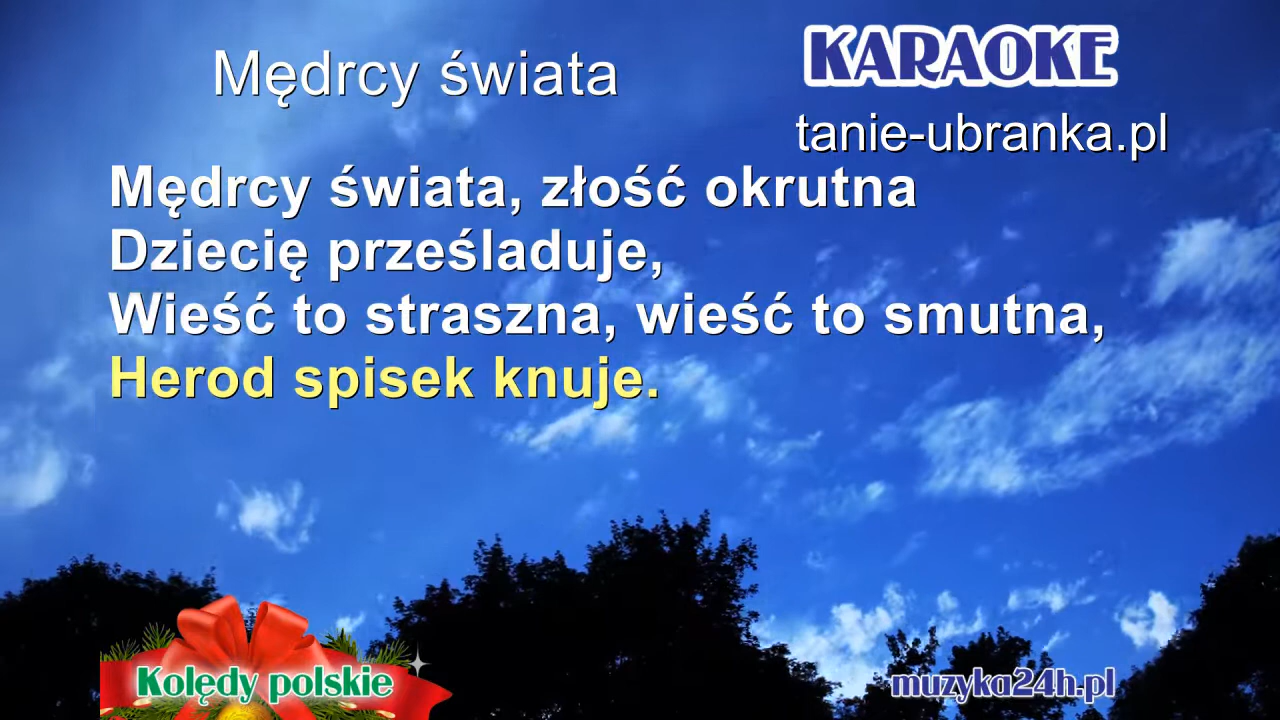 Mędrcy świata
KARAOKE
tanie-ubranka.pl
Mędrcy świata, złość okrutna
Dziecię prześladuje,
Wieść to straszna, wieść to smutna,
Herod spisek knuje.
Kolędy polskie
muzyka24h.pl